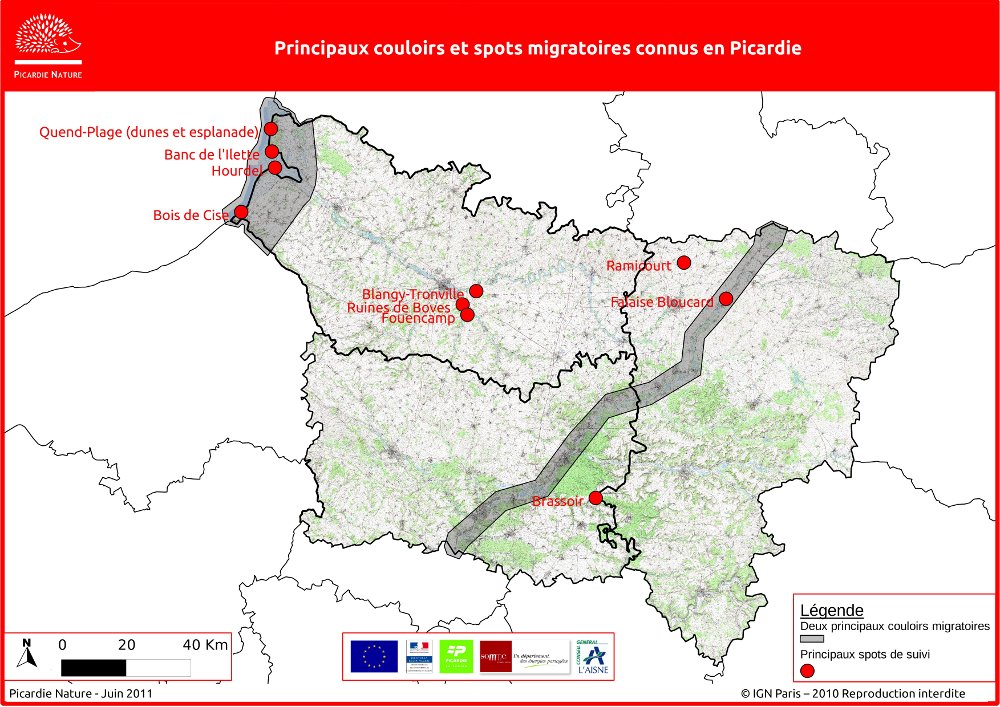 Principaux couloirs et spots migratoires connus en Picardie
PICARDIE NATURE
Quend-Plage (dunes et esplanade)
Banc de l'Ilette
Hourdel
Bois de Cise
Ramicourt
Blangy-Tronville
Falaise Bloucard
Ruines de Boves
Fouencamp
Brassoir
Légende
Deux principaux couloirs migratoires
Principaux spots de suivi
N
0 20 40 Km
PICARDIE
somme
Un département
des énergies partagées
CONSEIL GÉNÉRAL
L'AISNE
Picardie Nature - Juin 2011
© IGN Paris – 2010 Reproduction interdite